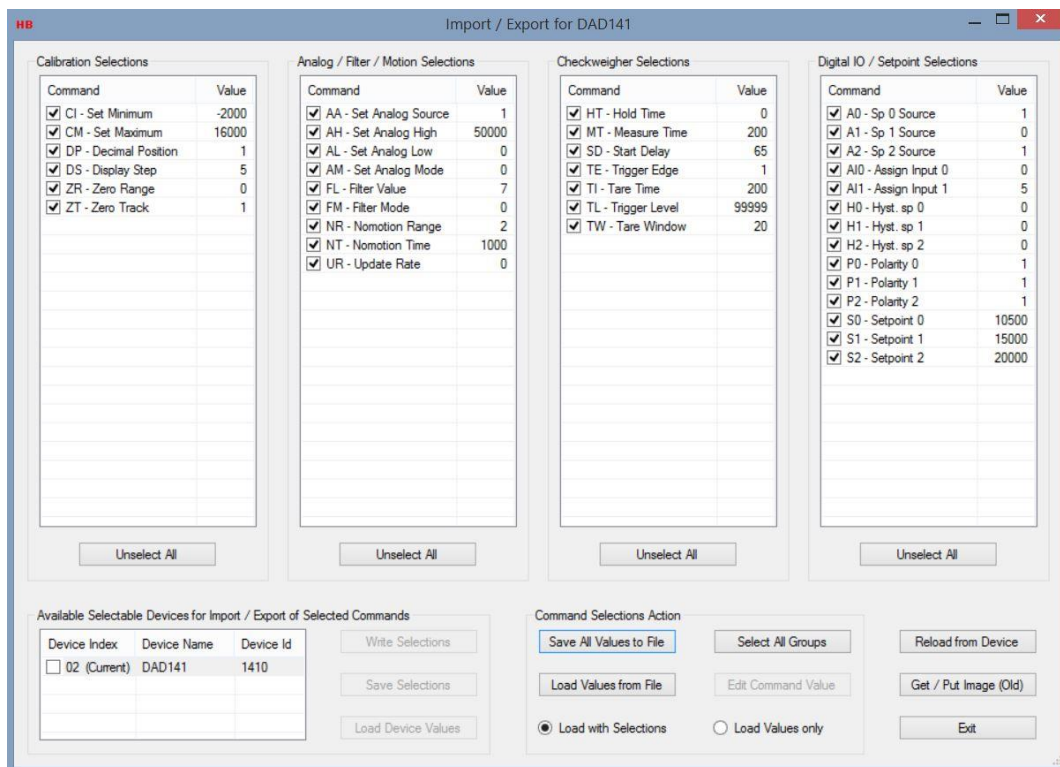 HB
Import / Export for DAD141
Calibration Selections
Command Value
CI - Set Minimum -2000
CM - Set Maximum 16000
DP - Decimal Position 1
DS - Display Step 5
ZR - Zero Range 0
ZT - Zero Track 1
Unselect All
Analog / Filter / Motion Selections
Command Value
AA - Set Analog Source 1
AH - Set Analog High 50000
AL - Set Analog Low 0
AM - Set Analog Mode 0
FL - Filter Value 7
FM - Filter Mode 0
NR - Nomotion Range 2
NT - Nomotion Time 1000
UR - Update Rate 0
Unselect All
Checkweigher Selections
Command Value
HT - Hold Time 0
MT - Measure Time 200
SD - Start Delay 65
TE - Trigger Edge 1
TI - Tare Time 200
TL - Trigger Level 99999
TW - Tare Window 20
Unselect All
Digital IO / Setpoint Selections
Command Value
A0 - Sp 0 Source 1
A1 - Sp 1 Source 0
A2 - Sp 2 Source 1
AI0 - Assign Input 0 0
AI1 - Assign Input 1 5
H0 - Hyst. sp 0 0
H1 - Hyst. sp 1 0
H2 - Hyst. sp 2 0
P0 - Polarity 0 1
P1 - Polarity 1 1
P2 - Polarity 2 1
S0 - Setpoint 0 10500
S1 - Setpoint 1 15000
S2 - Setpoint 2 20000
Unselect All
Available Selectable Devices for Import / Export of Selected Commands
Device Index Device Name Device Id
02 (Current) DAD141 1410
Write Selections
Save Selections
Load Device Values
Command Selections Action
Save All Values to File Select All Groups
Load Values from File Edit Command Value
Load with Selections Load Values only
Reload from Device
Get / Put Image (Old)
Exit